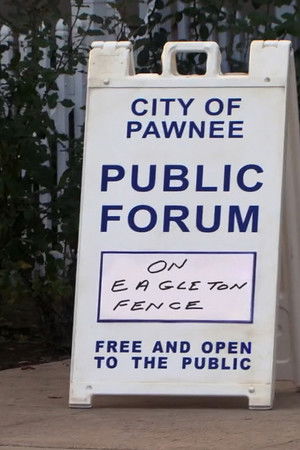 CITY OF
PAWNEE
PUBLIC
FORUM
ON
EAGLETON
FENCE
FREE AND OPEN
TO THE PUBLIC